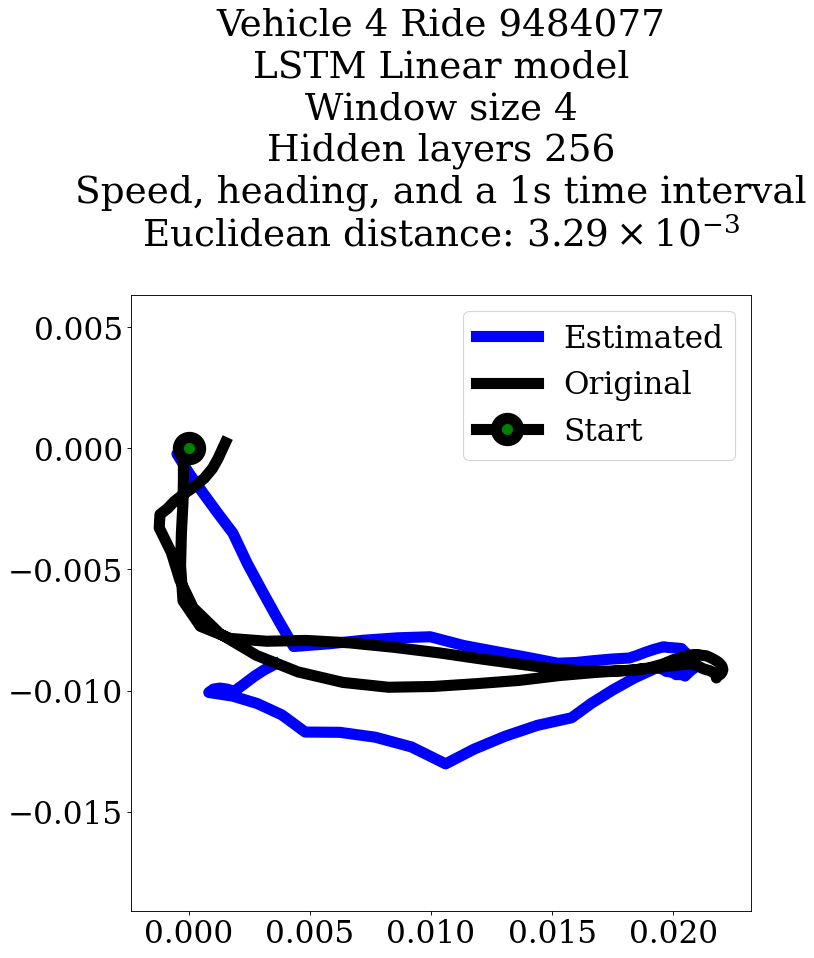 Vehicle 4 Ride 9484077
LSTM Linear model
Window size 4
Hidden layers 256
Speed, heading, and a 1s time interval
Euclidean distance: 3.29 × 10⁻³
Estimated
Original
Start
0.005
0.000
−0.005
−0.010
−0.015
0.000 0.005 0.010 0.015 0.020